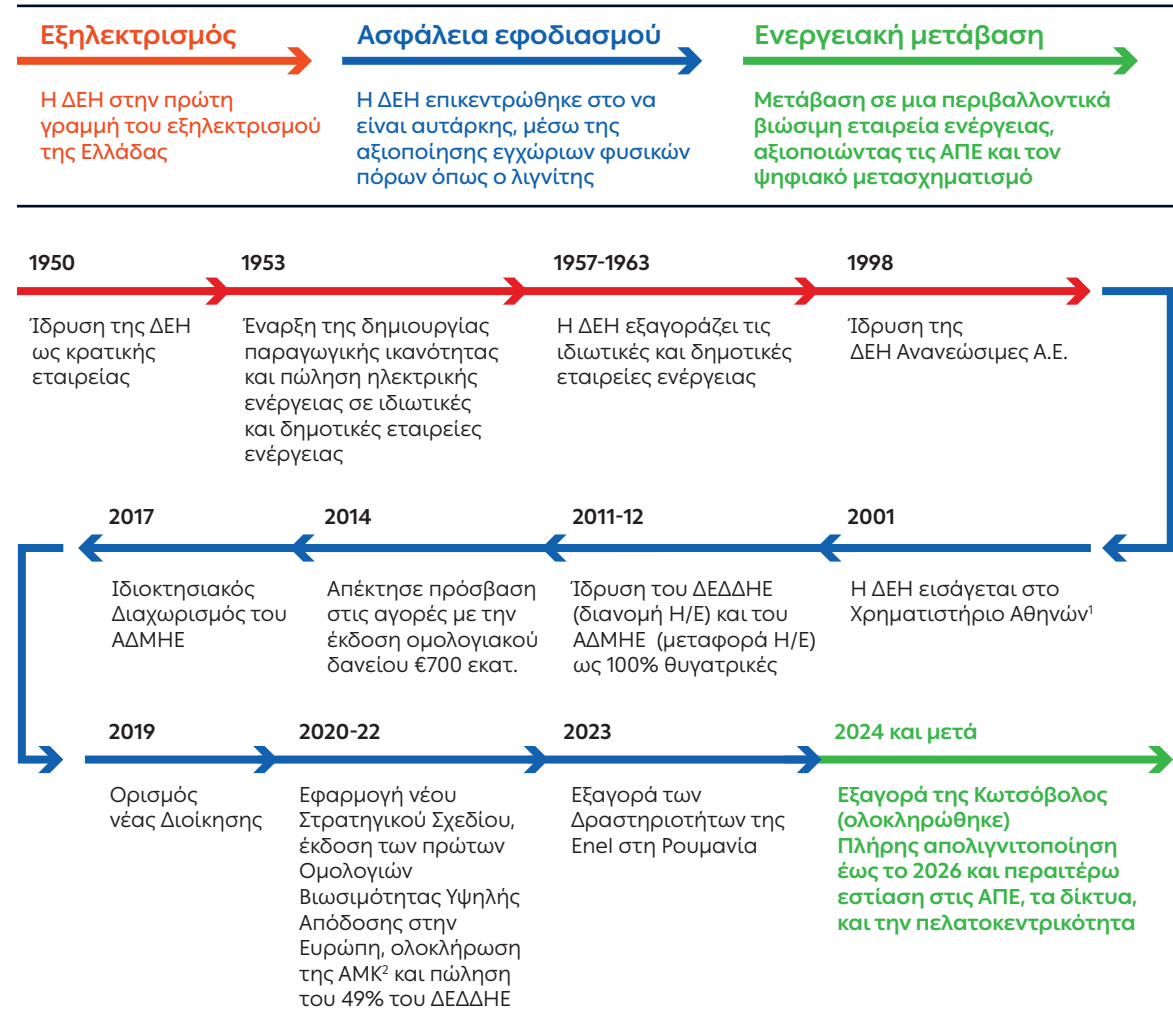 Εξηλεκτρισμός
Η ΔΕΗ στην πρώτη
γραμμή του εξηλεκτρισμού
της Ελλάδας
Ασφάλεια εφοδιασμού
Η ΔΕΗ επικεντρώθηκε στο να
είναι αυτάρκης, μέσω της
αξιοποίησης εγχώριων φυσικών
πόρων όπως ο λιγνίτης
Ενεργειακή μετάβαση
Μετάβαση σε μια περιβαλλοντικά
βιώσιμη εταιρεία ενέργειας,
αξιοποιώντας τις ΑΠΕ και τον
ψηφιακό μετασχηματισμό
1950
Ίδρυση της ΔΕΗ
ως κρατικής
εταιρείας
1953
Έναρξη της δημιουργίας
παραγωγικής ικανότητας
και πώληση ηλεκτρικής
ενέργειας σε ιδιωτικές
και δημοτικές εταιρείες
ενέργειας
1957-1963
Η ΔΕΗ εξαγοράζει τις
ιδιωτικές και δημοτικές
εταιρείες ενέργειας
1998
Ίδρυση της
ΔΕΗ Ανανεώσιμες Α.Ε.
2017
Ιδιοκτησιακός
Διαχωρισμός του
ΑΔΜΗΕ
2014
Απέκτησε πρόσβαση
στις αγορές με την
έκδοση ομολογιακού
δανείου €700 εκατ.
2011-12
Ίδρυση του ΔΕΔΔΗΕ
(διανομή Η/Ε) και του
ΑΔΜΗΕ (μεταφορά Η/Ε)
ως 100% θυγατρικές
2001
Η ΔΕΗ εισάγεται στο
Χρηματιστήριο Αθηνών¹
2019
Ορισμός
νέας Διοίκησης
2020-22
Εφαρμογή νέου
Στρατηγικού Σχεδίου,
έκδοση των πρώτων
Ομολογιών
Βιωσιμότητας Υψηλής
Απόδοσης στην
Ευρώπη, ολοκλήρωση
της ΑΜΚ² και πώληση
του 49% του ΔΕΔΔΗΕ
2023
Εξαγορά των
Δραστηριοτήτων της
Enel στη Ρουμανία
2024 και μετά
Εξαγορά της Κωτσόβολος
(ολοκληρώθηκε)
Πλήρης απολιγνιτοποίηση
έως το 2026 και περαιτέρω
εστίαση στις ΑΠΕ, τα δίκτυα,
και την πελατοκεντρικότητα